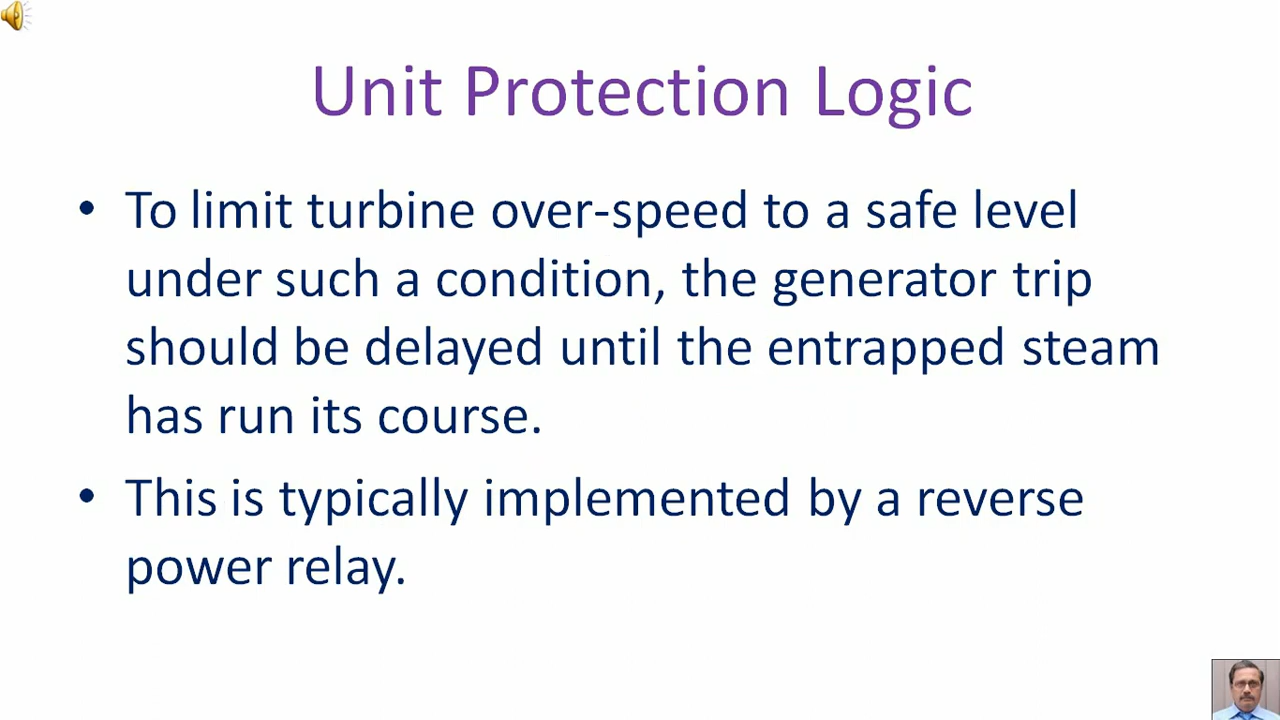 Unit Protection Logic
• To limit turbine over-speed to a safe level
under such a condition, the generator trip
should be delayed until the entrapped steam
has run its course.
• This is typically implemented by a reverse
power relay.